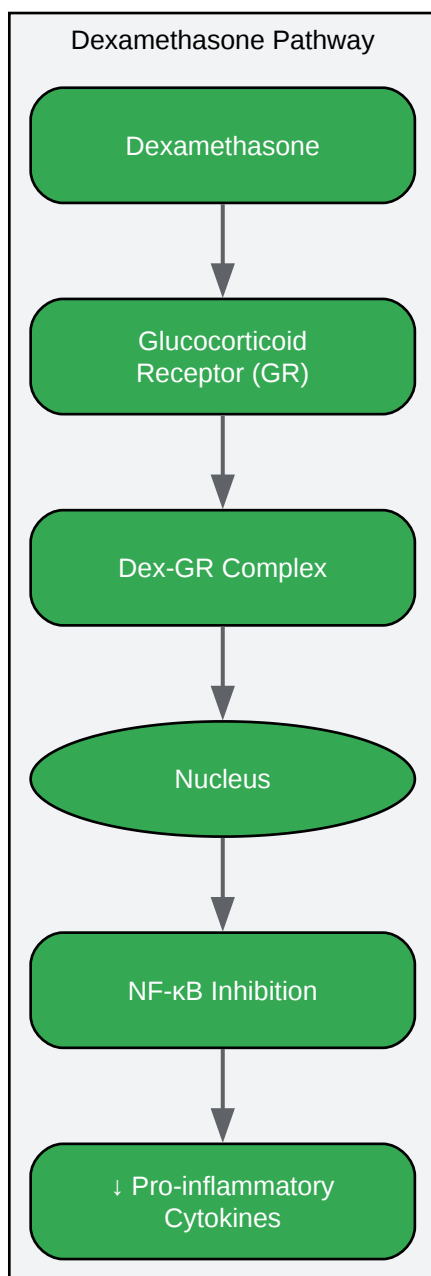 Dexamethasone Pathway
Dexamethasone
Glucocorticoid
Receptor (GR)
Dex-GR Complex
Nucleus
NF-κB Inhibition
↓ Pro-inflammatory
Cytokines